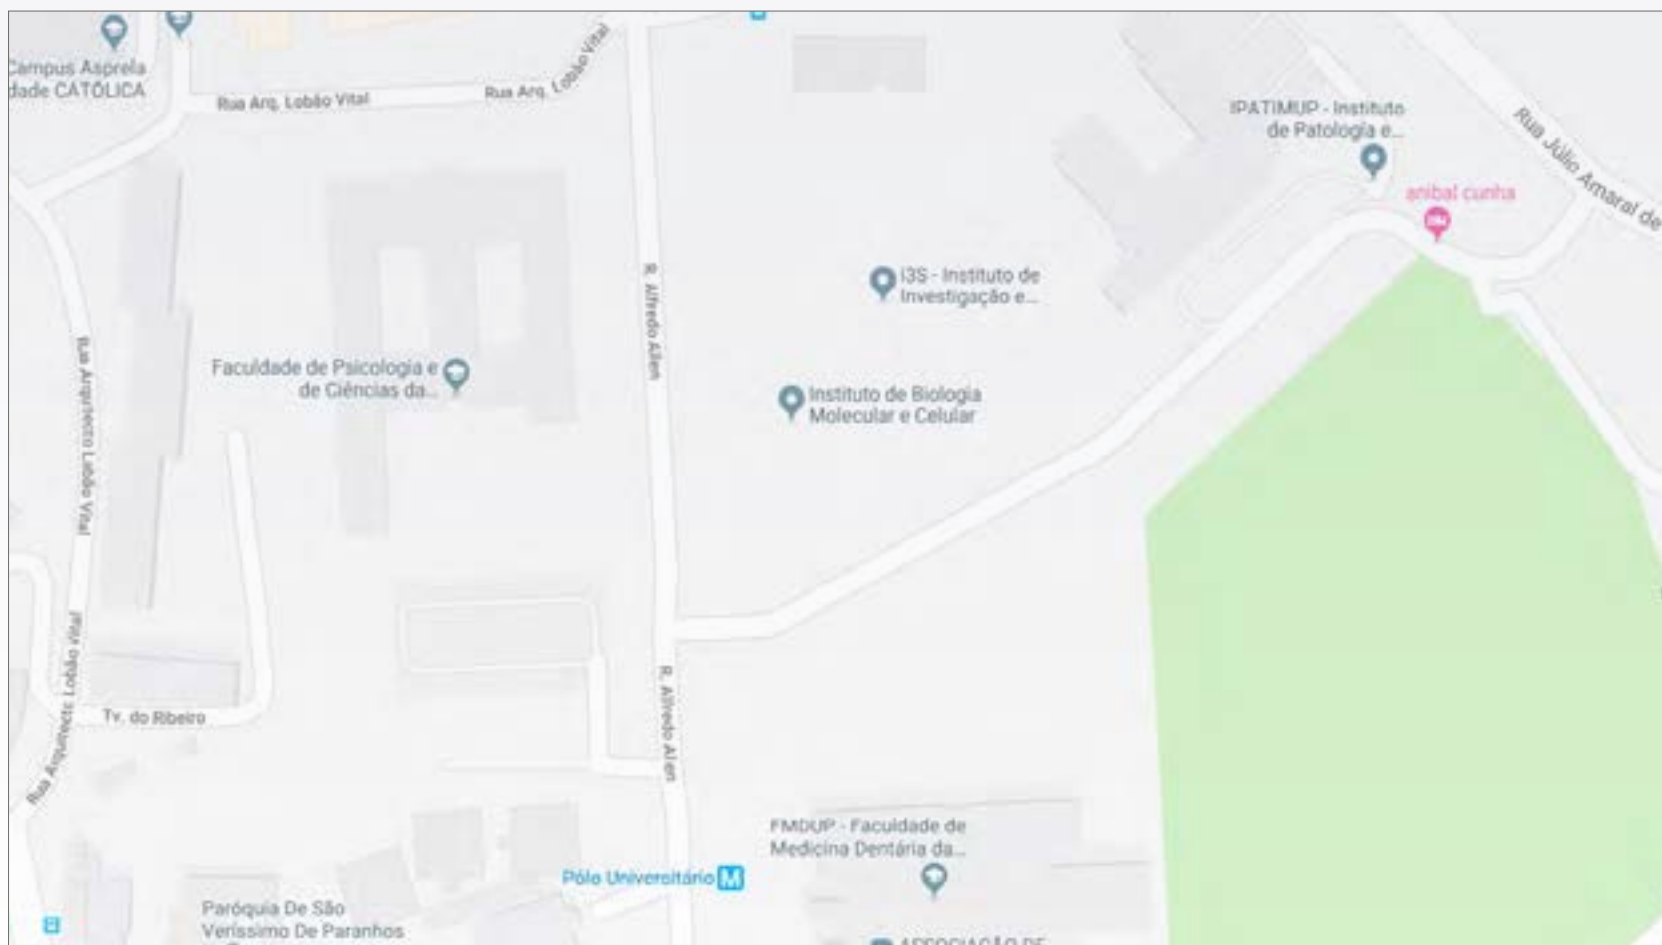 Campus Asprela
dade CATÓLICA
Rua Arq. Lobão Vital
Rua Arq. Lobão Vital
IPATIMUP - Instituto
de Patologia e...
Rua Júlio Amaral de
anibal cunha
I3S - Instituto de
Investigação e...
R. Alfredo Allen
Faculdade de Psicologia e
de Ciências da...
Instituto de Biologia
Molecular e Celular
Rua Arquitecto Lobão Vital
Rua Arquitecto Lobão Vital
R. Alfredo Allen
Tv. do Ribeiro
FMDUP - Faculdade de
Medicina Dentária da...
Pólo Universitário M
Paróquia De São
Veríssimo De Paranhos
ASSOCIAÇÃO DE